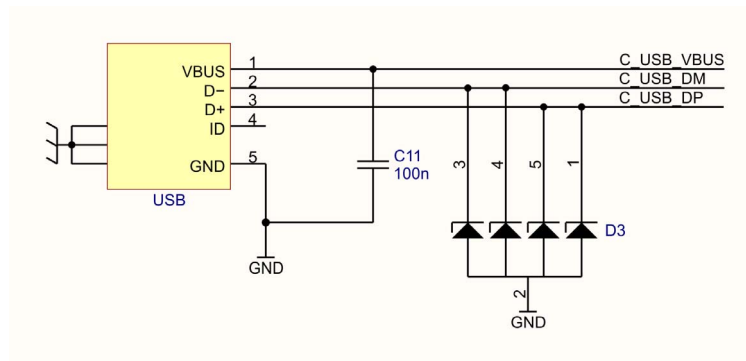 VBUS 1 C_USB_VBUS
D− 2 C_USB_DM
D+ 3 C_USB_DP
ID 4
GND 5
USB
C11
100n
3 4 5 1
D3
2
GND
GND